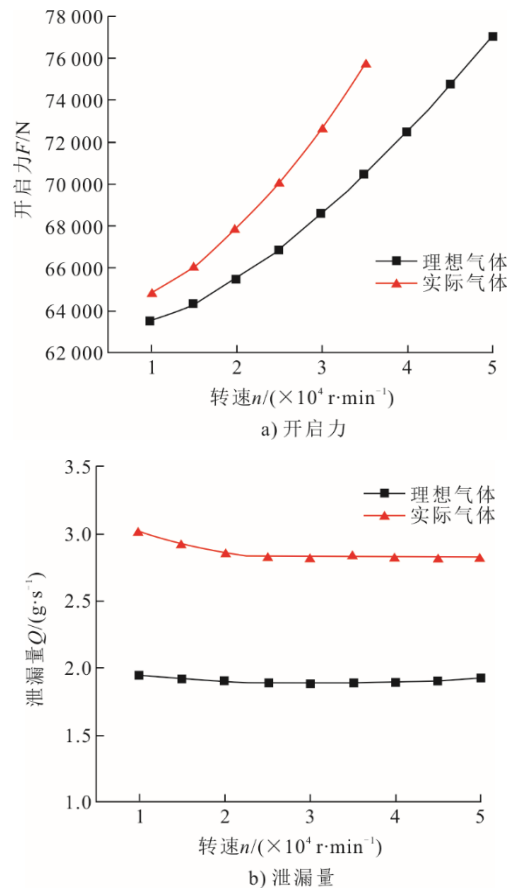 78 000
76 000
74 000
72 000
70 000
68 000
66 000
64 000
62 000
开启力F/N
理想气体
实际气体
1 2 3 4 5
转速n/(×10⁴ r·min⁻¹)
a) 开启力
3.5
3.0
2.5
2.0
1.5
1.0
泄漏量Q/(g·s⁻¹)
理想气体
实际气体
1 2 3 4 5
转速n/(×10⁴ r·min⁻¹)
b) 泄漏量